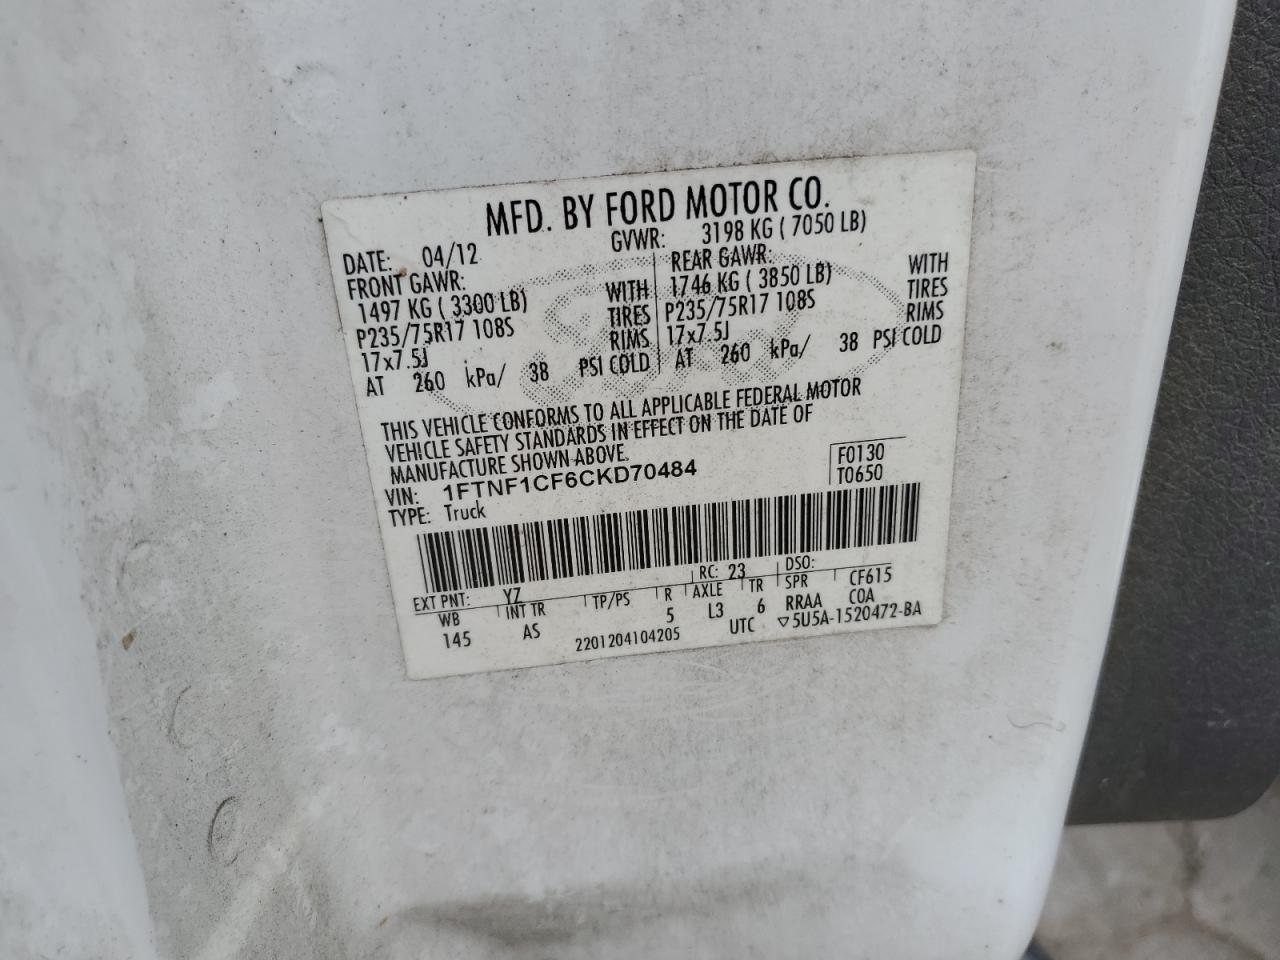 MFD. BY FORD MOTOR CO.
DATE: 04/12 GVWR: 3198 KG ( 7050 LB)
FRONT GAWR: REAR GAWR:
1497 KG ( 3300 LB) WITH 1746 KG ( 3850 LB) WITH
P235/75R17 108S TIRES P235/75R17 108S TIRES
17x7.5J RIMS 17x7.5J RIMS
AT 260 kPa/ 38 PSI COLD AT 260 kPa/ 38 PSI COLD
THIS VEHICLE CONFORMS TO ALL APPLICABLE FEDERAL MOTOR
VEHICLE SAFETY STANDARDS IN EFFECT ON THE DATE OF
MANUFACTURE SHOWN ABOVE.
VIN: 1FTNF1CF6CKD70484 F0130
TYPE: Truck T0650
EXT PNT: YZ RC: 23 DSO:
WB INT TR TP/PS R AXLE TR SPR CF615
145 AS 5 L3 6 RRAA COA
2201204104205 UTC ▽5U5A-1520472-BA